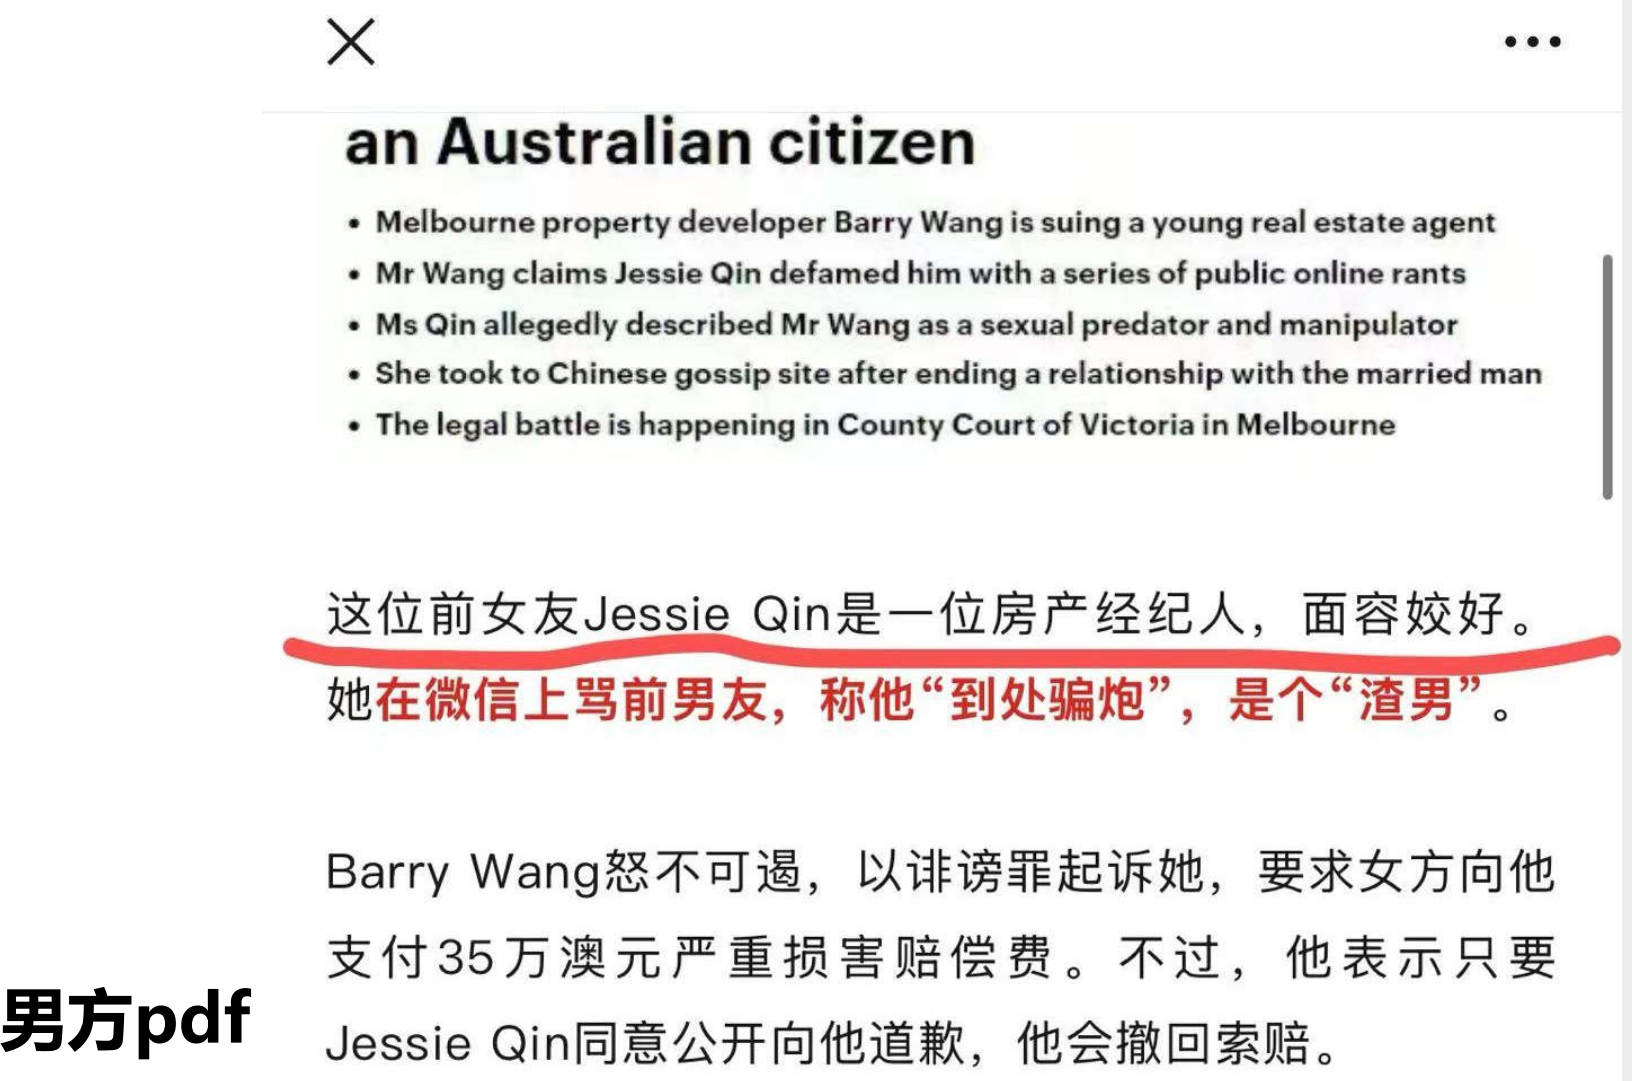 an Australian citizen
• Melbourne property developer Barry Wang is suing a young real estate agent
• Mr Wang claims Jessie Qin defamed him with a series of public online rants
• Ms Qin allegedly described Mr Wang as a sexual predator and manipulator
• She took to Chinese gossip site after ending a relationship with the married man
• The legal battle is happening in County Court of Victoria in Melbourne
这位前女友Jessie Qin是一位房产经纪人，面容姣好。
她在微信上骂前男友，称他“到处骗炮”，是个“渣男”。
Barry Wang怒不可遏，以诽谤罪起诉她，要求女方向他
支付35万澳元严重损害赔偿费。不过，他表示只要
Jessie Qin同意公开向他道歉，他会撤回索赔。
男方pdf